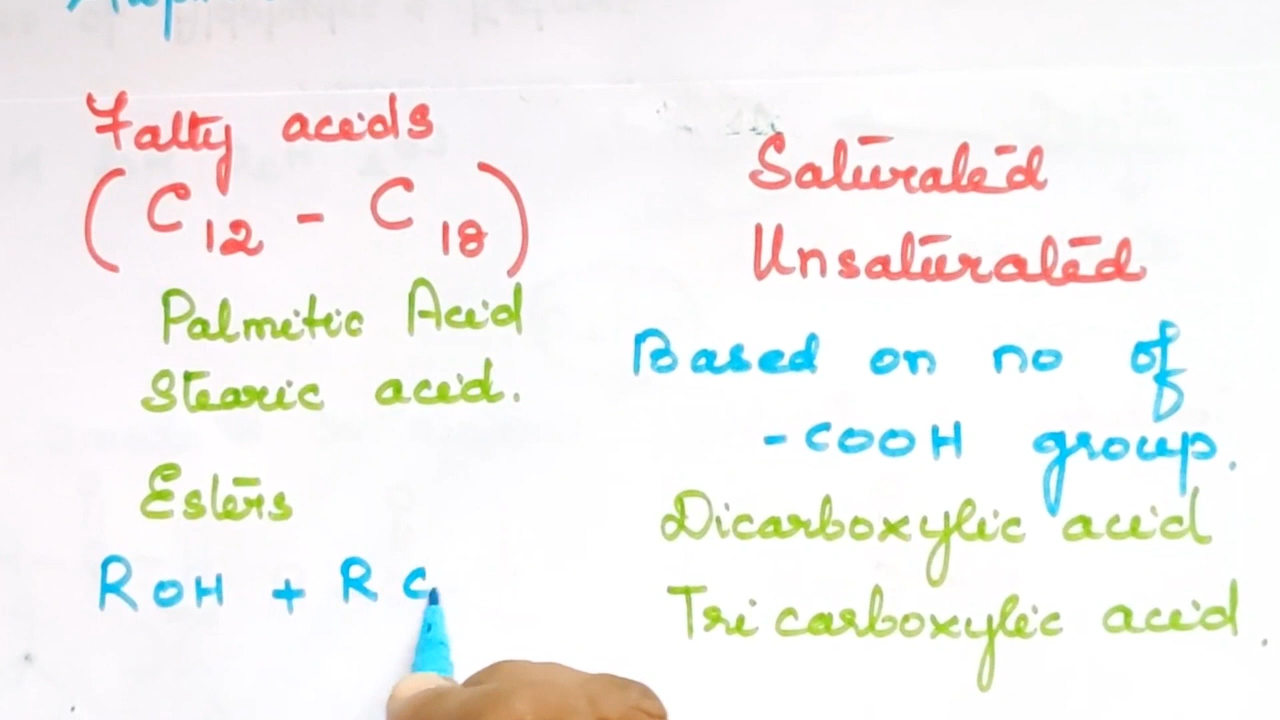 Fatty acids
(C12 - C18)
Palmitic Acid
Stearic acid.
Esters
ROH + RC
Saturated
Unsaturated
Based on no of
-COOH group.
Dicarboxylic acid
Tricarboxylic acid